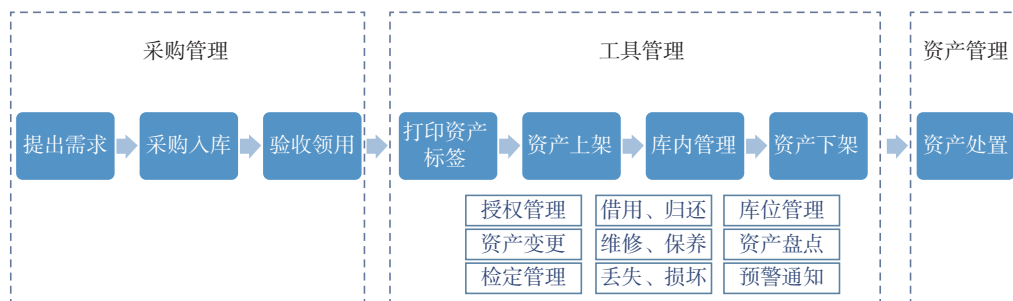 采购管理
工具管理
资产管理
提出需求
采购入库
验收领用
打印资产
标签
资产上架
库内管理
资产下架
资产处置
授权管理
借用、归还
库位管理
资产变更
维修、保养
资产盘点
检定管理
丢失、损坏
预警通知